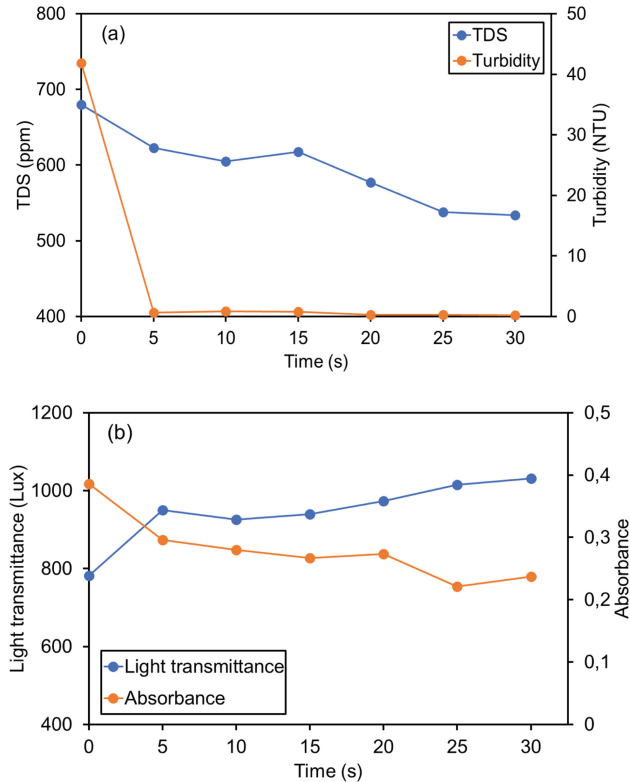 (a)
TDS
Turbidity
TDS (ppm)
800
700
600
500
400
Turbidity (NTU)
50
40
30
20
10
0
0 5 10 15 20 25 30
Time (s)
(b)
Light transmittance (Lux)
1200
1000
800
600
400
Absorbance
0,5
0,4
0,3
0,2
0,1
0
Light transmittance
Absorbance
0 5 10 15 20 25 30
Time (s)